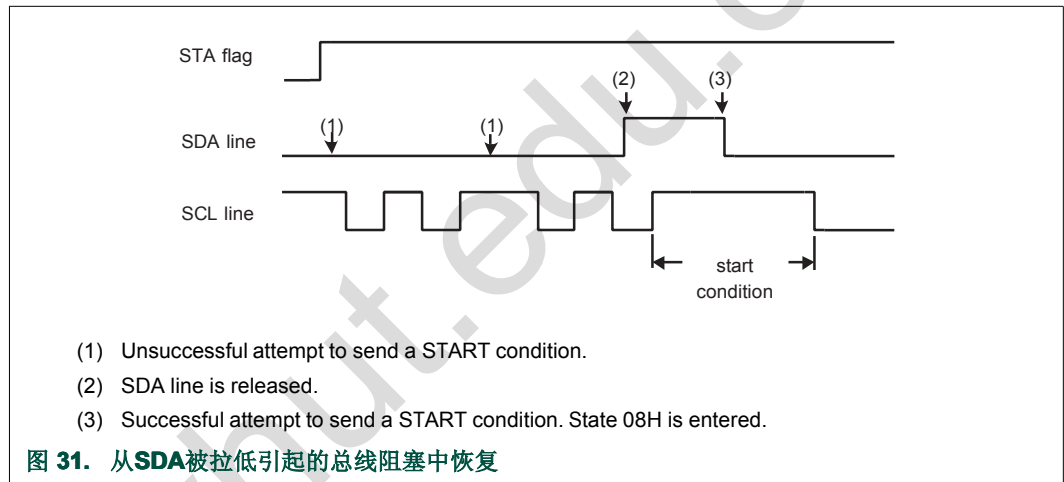 STA flag
(2)
(3)
(1)
(1)
SDA line
SCL line
start
condition
(1) Unsuccessful attempt to send a START condition.
(2) SDA line is released.
(3) Successful attempt to send a START condition. State 08H is entered.
图 31. 从SDA被拉低引起的总线阻塞中恢复
hut.edu.c